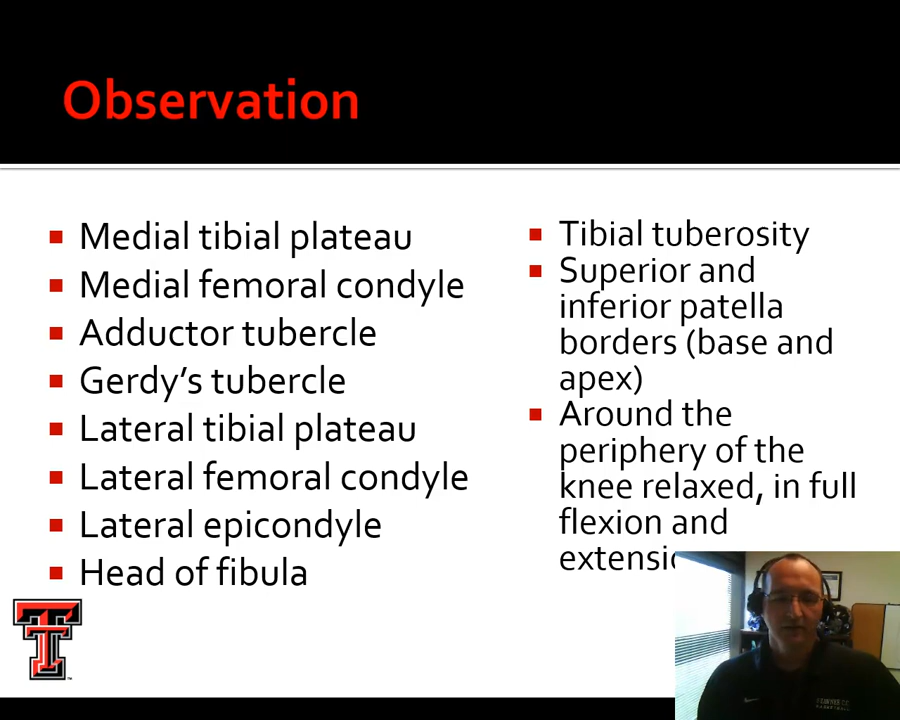 Observation
Medial tibial plateau
Medial femoral condyle
Adductor tubercle
Gerdy’s tubercle
Lateral tibial plateau
Lateral femoral condyle
Lateral epicondyle
Head of fibula
Tibial tuberosity
Superior and
inferior patella
borders (base and
apex)
Around the
periphery of the
knee relaxed, in full
flexion and
extensi